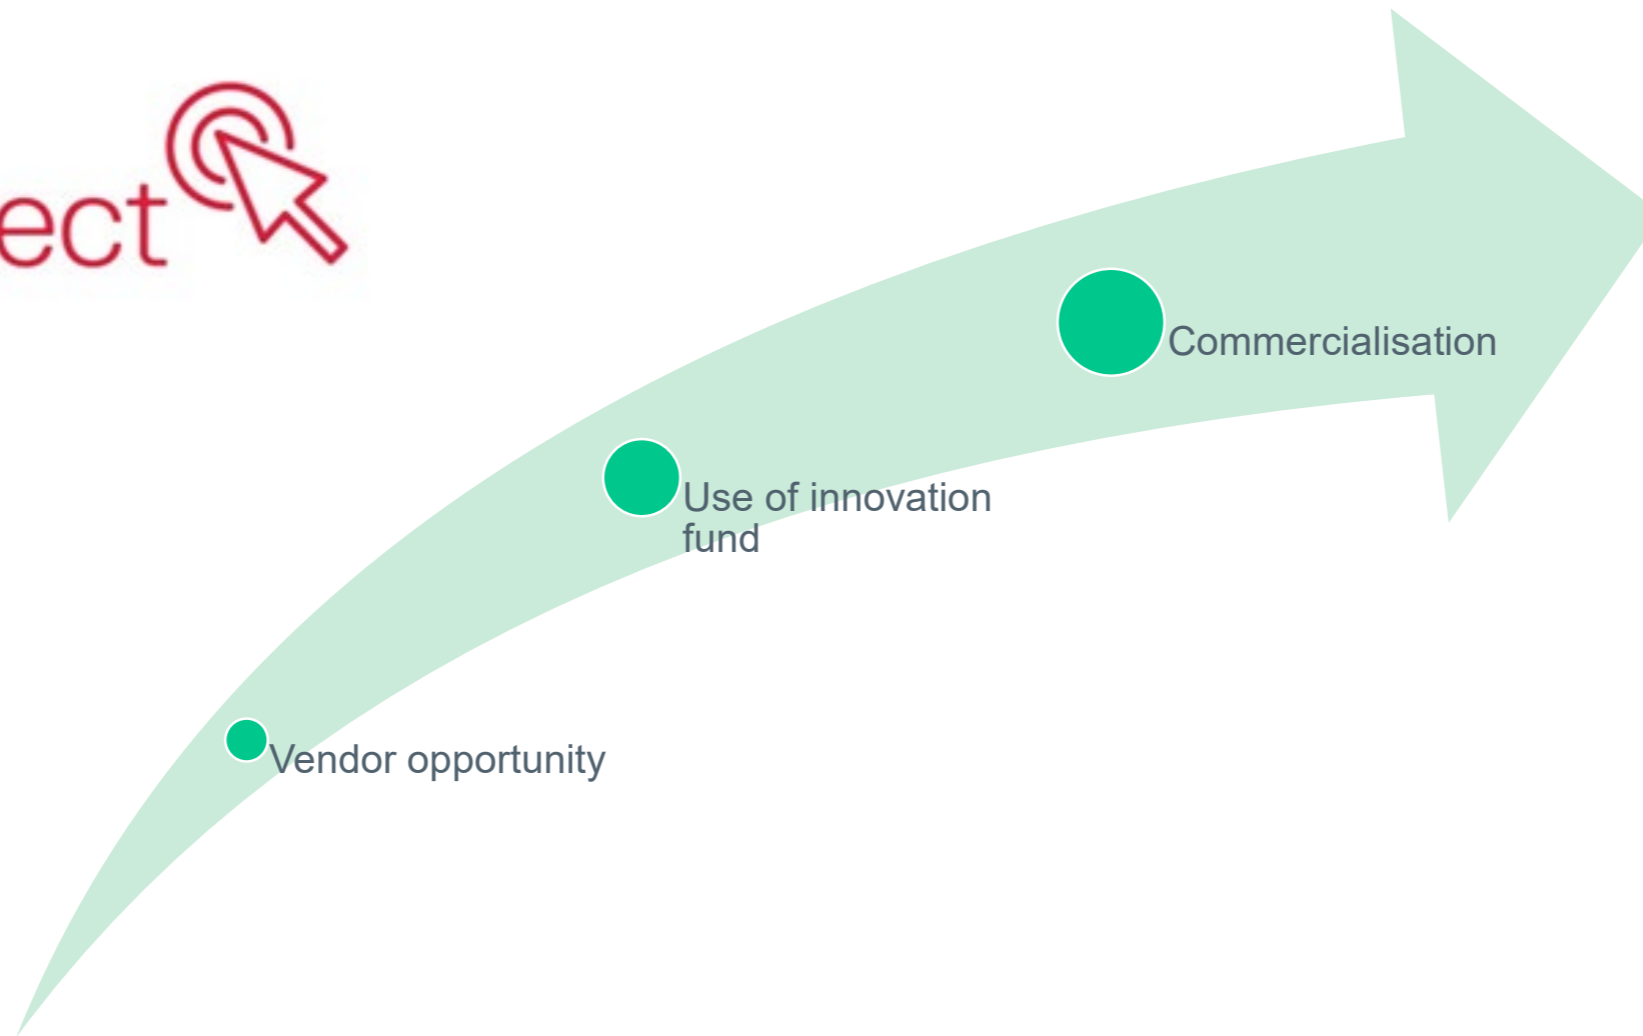 ect
Commercialisation
Use of innovation
fund
Vendor opportunity